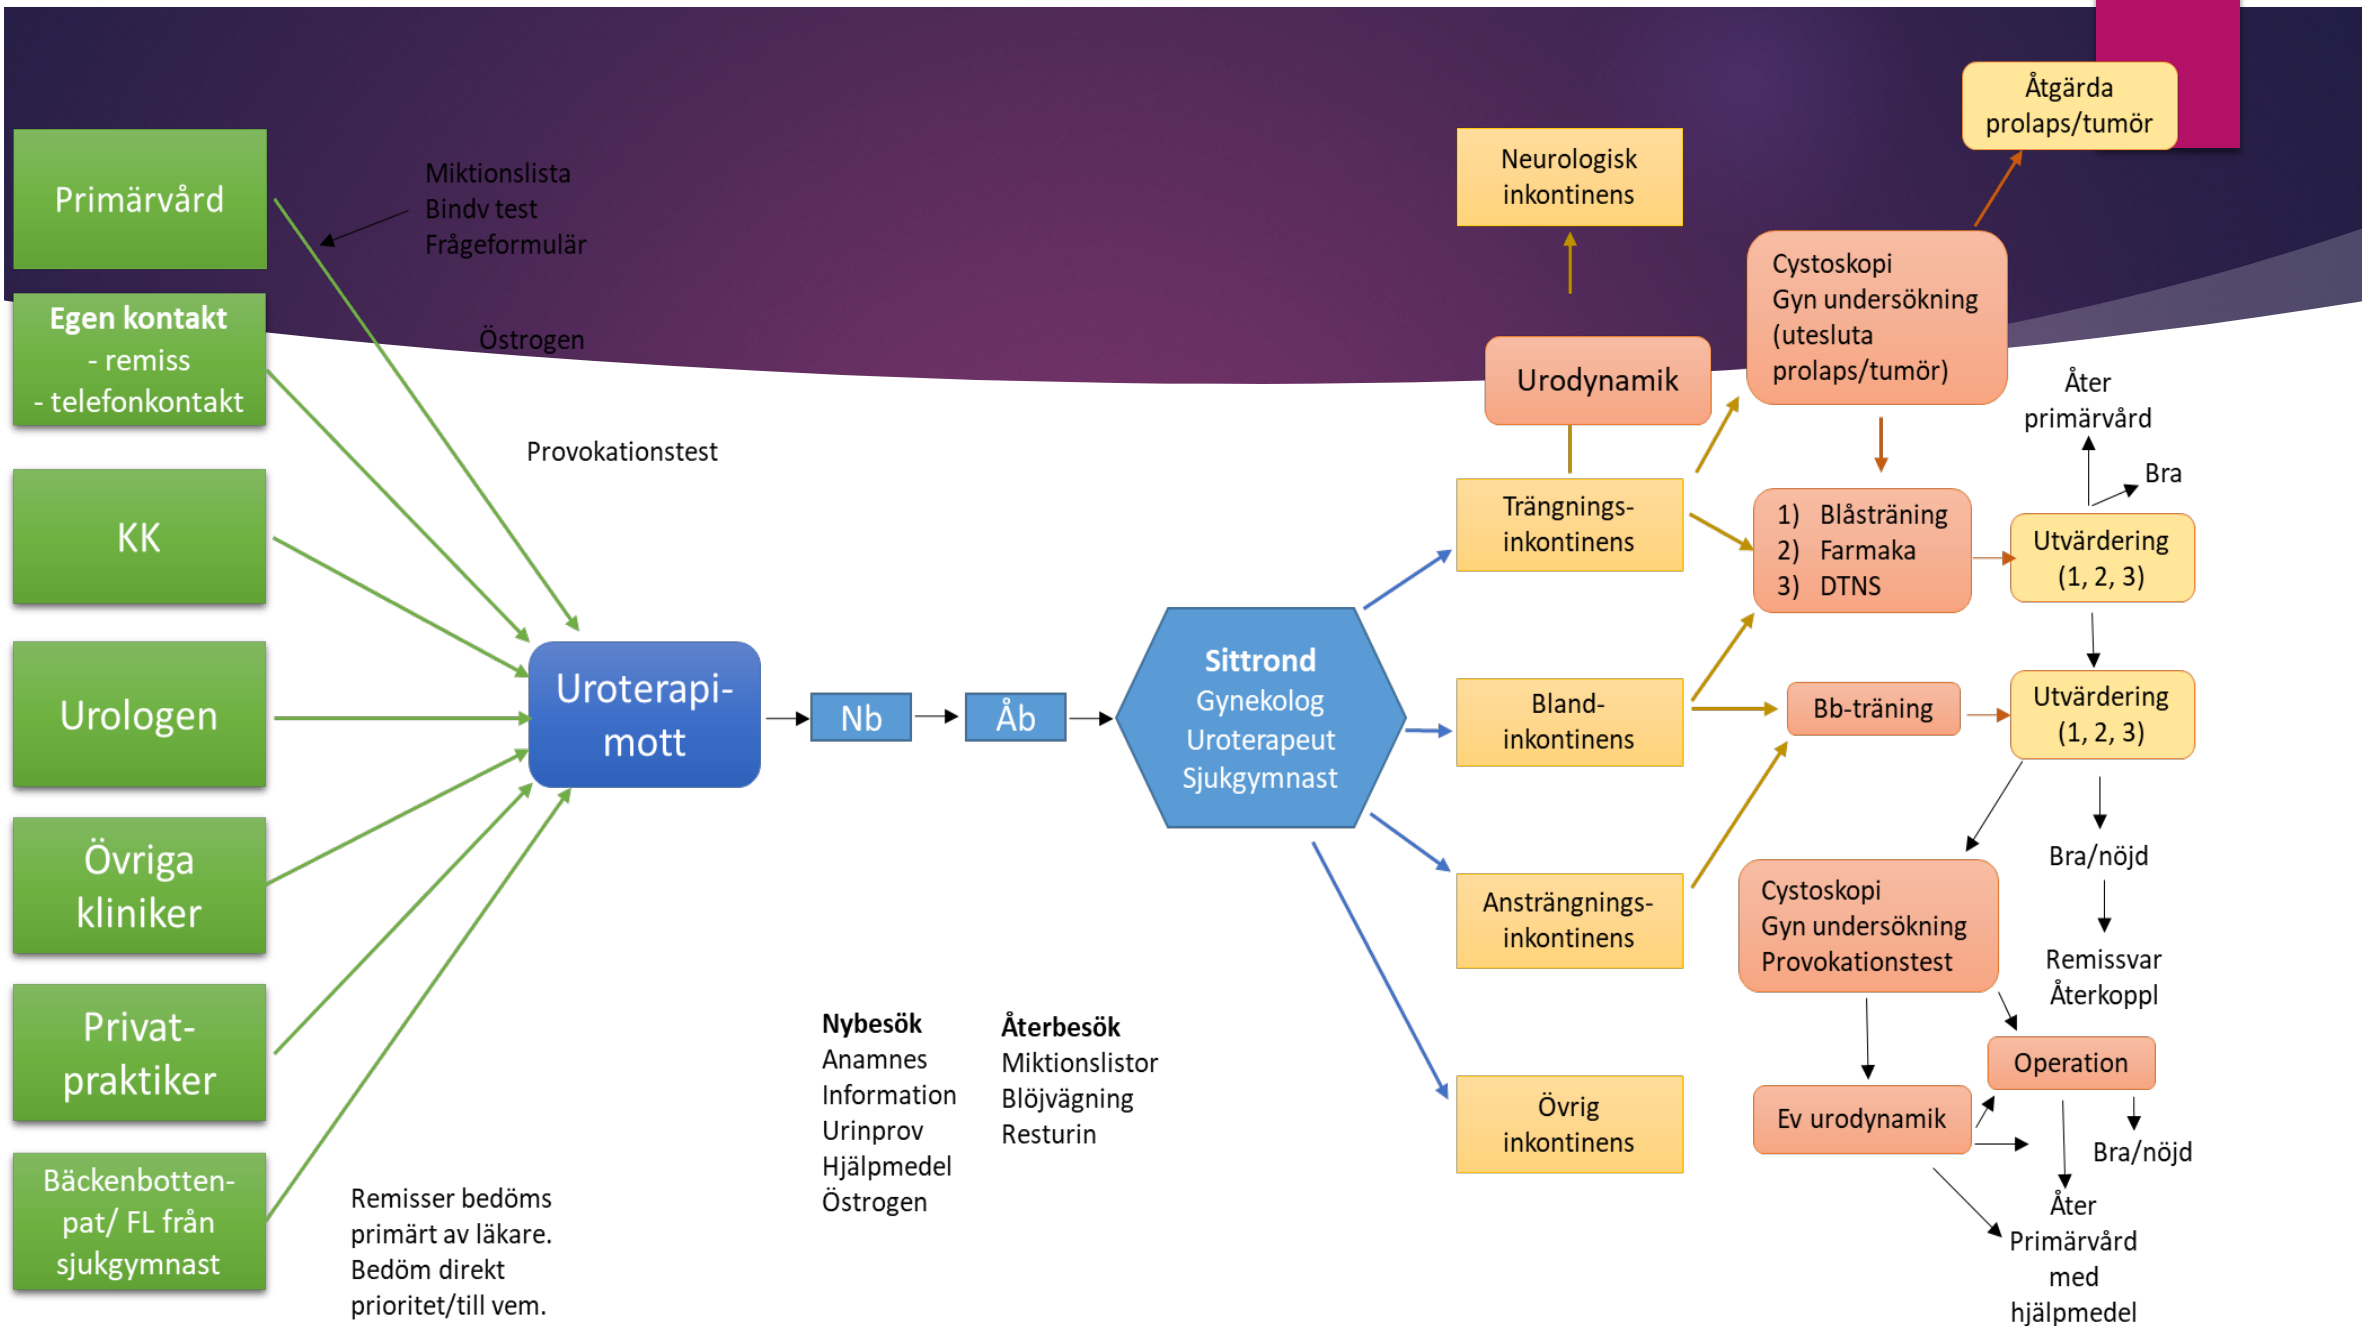 Primärvård
Egen kontakt
- remiss
- telefonkontakt
KK
Urologen
Övriga
kliniker
Privat-
praktiker
Bäckenbotten-
pat/ FL från
sjukgymnast
Miktionslista
Bindv test
Frågeformulär
Östrogen
Provokationstest
Remisser bedöms
primärt av läkare.
Bedöm direkt
prioritet/till vem.
Uroterapi-
mott
Nb
Åb
Nybesök
Anamnes
Information
Urinprov
Hjälpmedel
Östrogen
Återbesök
Miktionslistor
Blöjvägning
Resturin
Sittrond
Gynekolog
Uroterapeut
Sjukgymnast
Neurologisk
inkontinens
Urodynamik
Trängnings-
inkontinens
Bland-
inkontinens
Ansträngnings-
inkontinens
Övrig
inkontinens
Åtgärda
prolaps/tumör
Cystoskopi
Gyn undersökning
(utesluta
prolaps/tumör)
1) Blåsträning
2) Farmaka
3) DTNS
Åter
primärvård
Bra
Utvärdering
(1, 2, 3)
Bb-träning
Utvärdering
(1, 2, 3)
Bra/nöjd
Remissvar
Återkoppl
Cystoskopi
Gyn undersökning
Provokationstest
Operation
Ev urodynamik
Bra/nöjd
Åter
Primärvård
med
hjälpmedel